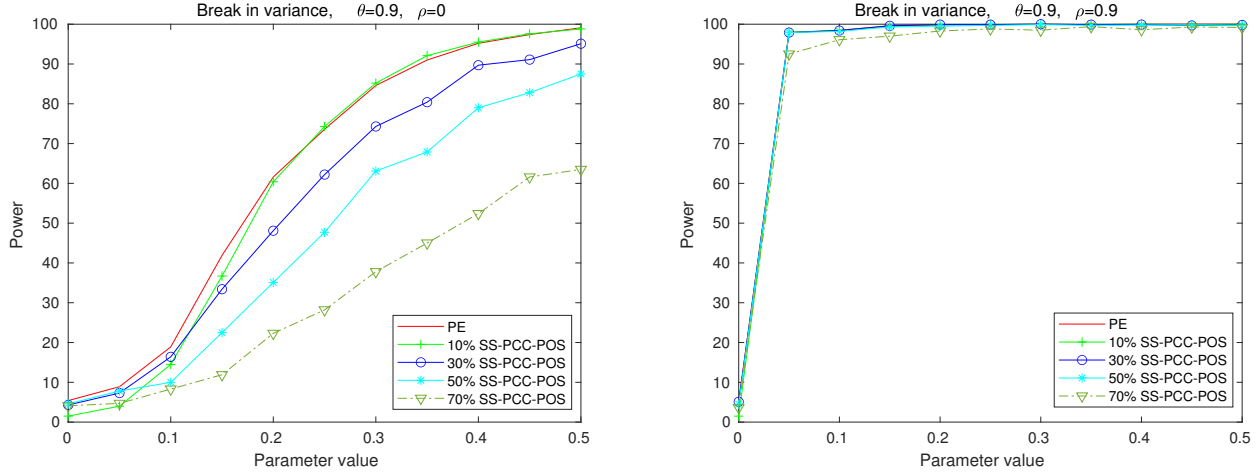 Break in variance, θ=0.9, ρ=0
100
90
80
70
60
50
40
30
20
10
0
Power
0 0.1 0.2 0.3 0.4 0.5
Parameter value
PE
10% SS-PCC-POS
30% SS-PCC-POS
50% SS-PCC-POS
70% SS-PCC-POS
Break in variance, θ=0.9, ρ=0.9
100
90
80
70
60
50
40
30
20
10
0
Power
0 0.1 0.2 0.3 0.4 0.5
Parameter value
PE
10% SS-PCC-POS
30% SS-PCC-POS
50% SS-PCC-POS
70% SS-PCC-POS